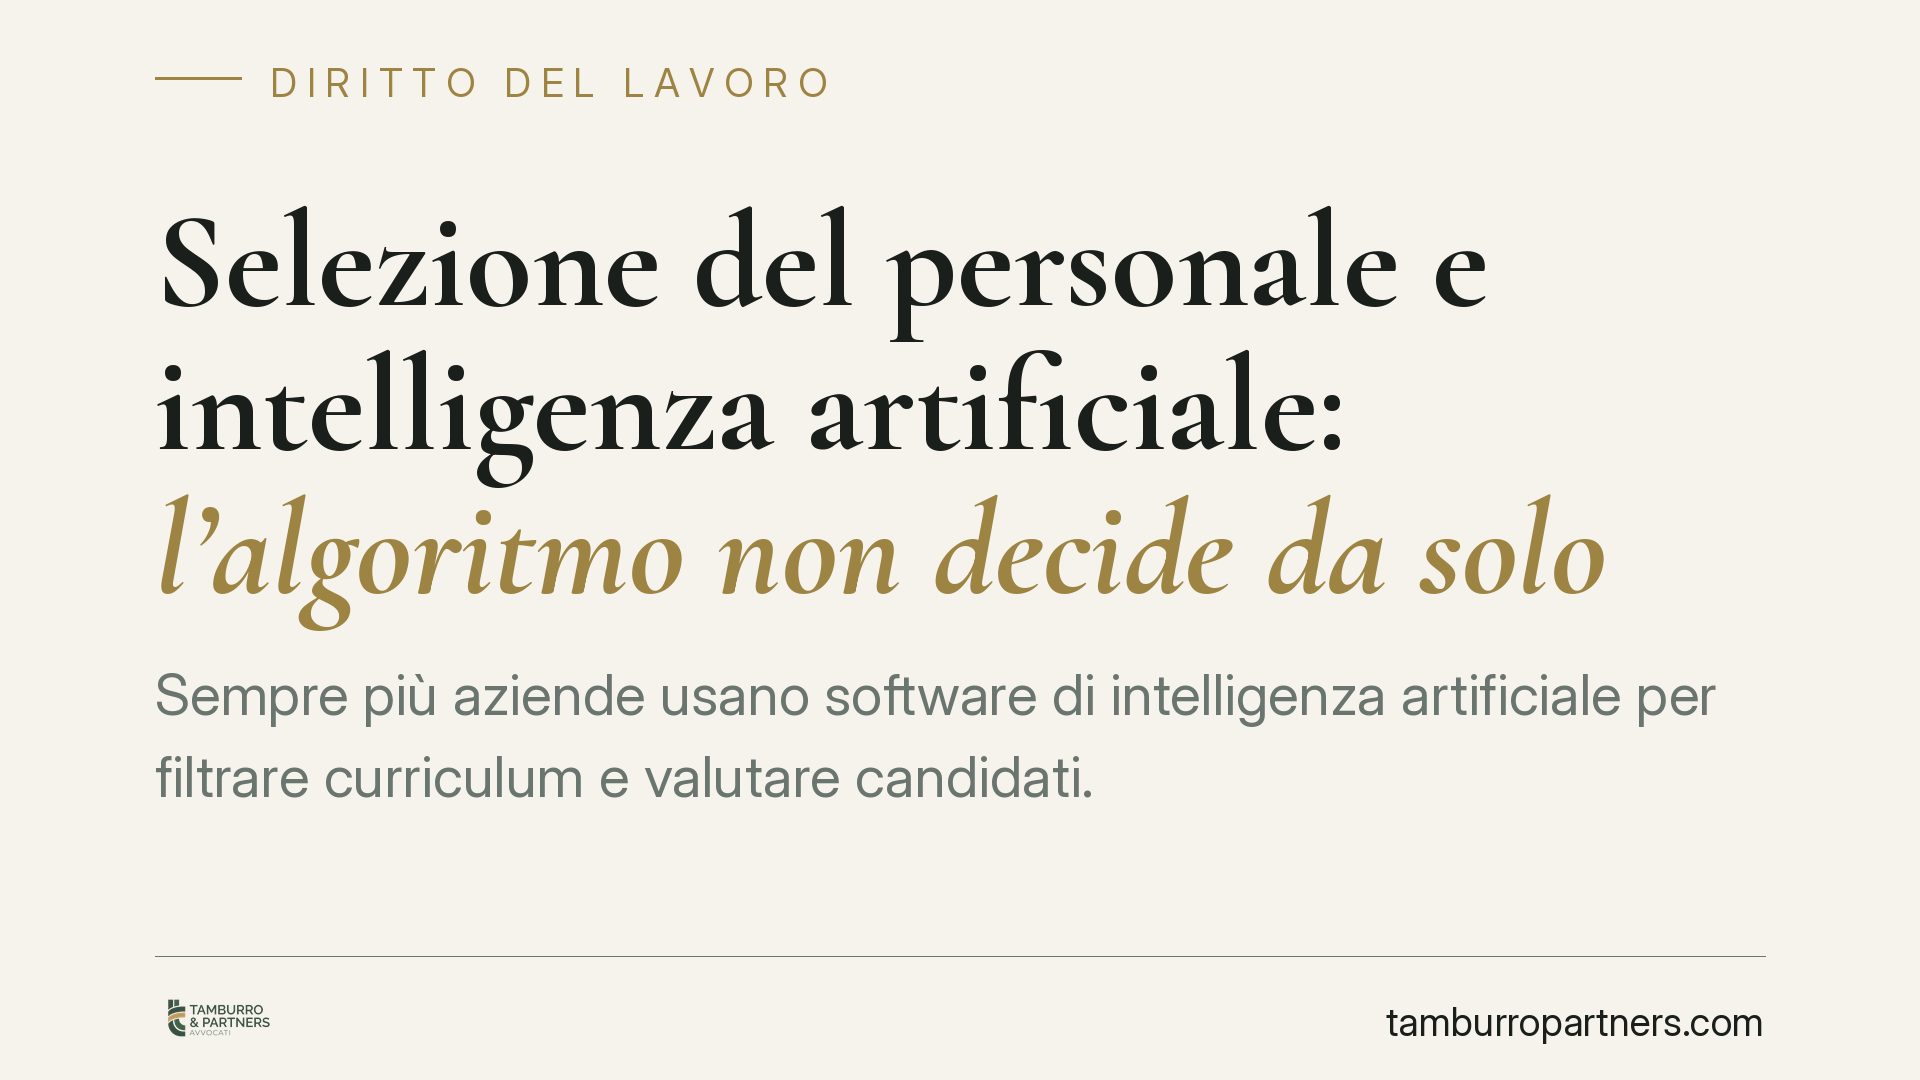 DIRITTO DEL LAVORO
Selezione del personale e
intelligenza artificiale:
l’algoritmo non decide da solo
Sempre più aziende usano software di intelligenza artificiale per
filtrare curriculum e valutare candidati.
TAMBURRO
& PARTNERS
AVVOCATI
tamburropartners.com